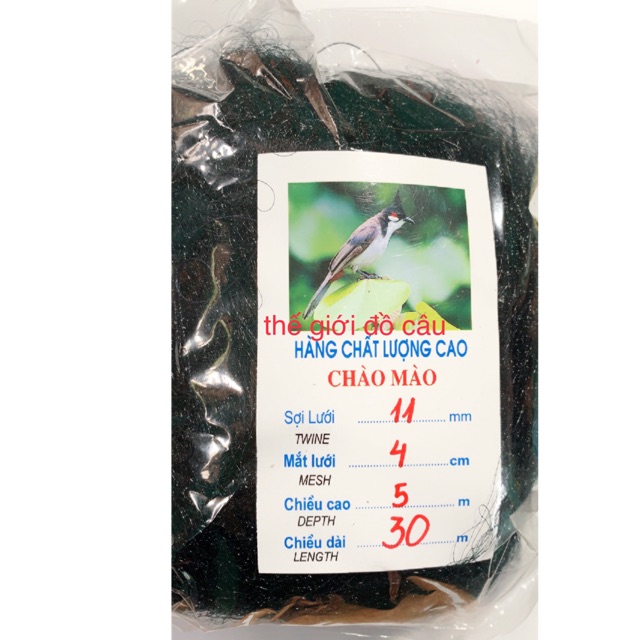 thế giới đồ câu
HÀNG CHẤT LƯỢNG CAO
CHÀO MÀO
Sợi Lưới ........ 11 ........ mm
TWINE
Mắt lưới ........ 4 ........ cm
MESH
Chiều cao ........ 5 ........ m
DEPTH
Chiều dài ........ 30 ........ m
LENGTH